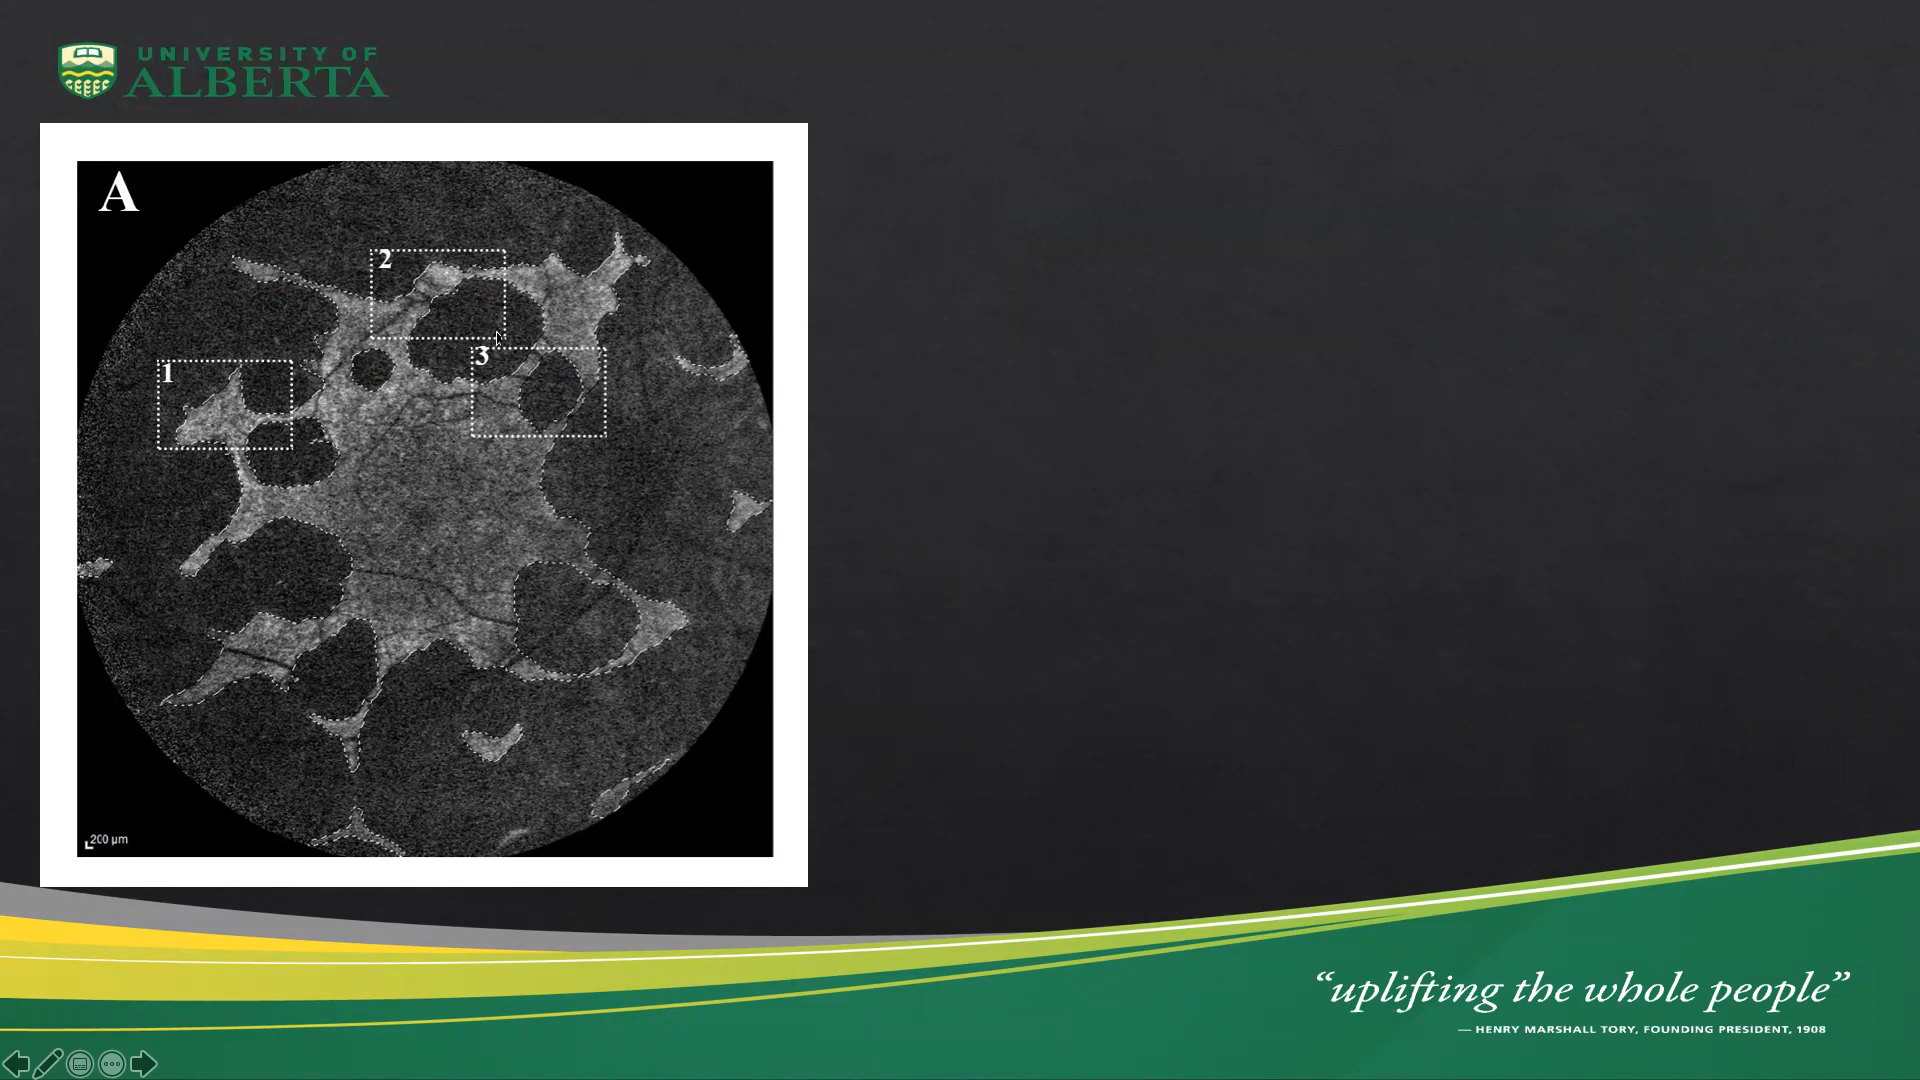 UNIVERSITY OF
ALBERTA
A
2
3
1
200 µm
“uplifting the whole people”
— HENRY MARSHALL TORY, FOUNDING PRESIDENT, 1908